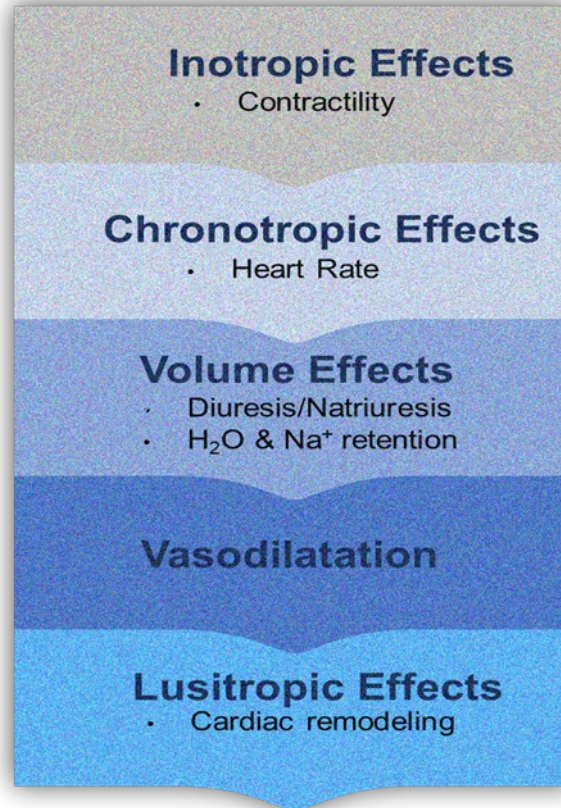 Inotropic Effects
• Contractility
Chronotropic Effects
• Heart Rate
Volume Effects
• Diuresis/Natriuresis
• H₂O & Na⁺ retention
Vasodilatation
Lusitropic Effects
• Cardiac remodeling